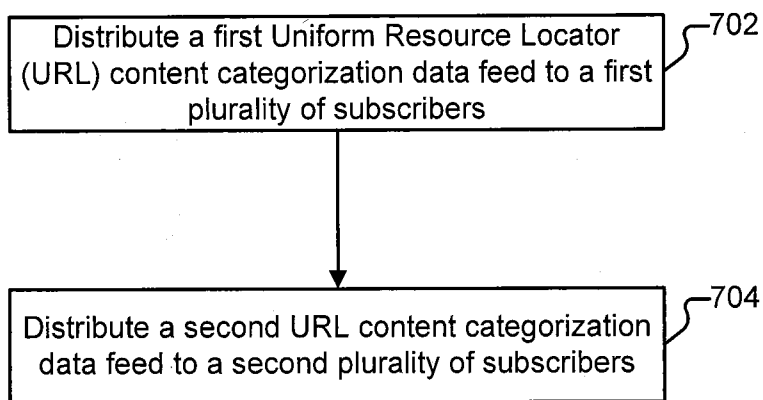 Distribute a first Uniform Resource Locator
(URL) content categorization data feed to a first
plurality of subscribers
702
Distribute a second URL content categorization
data feed to a second plurality of subscribers
704